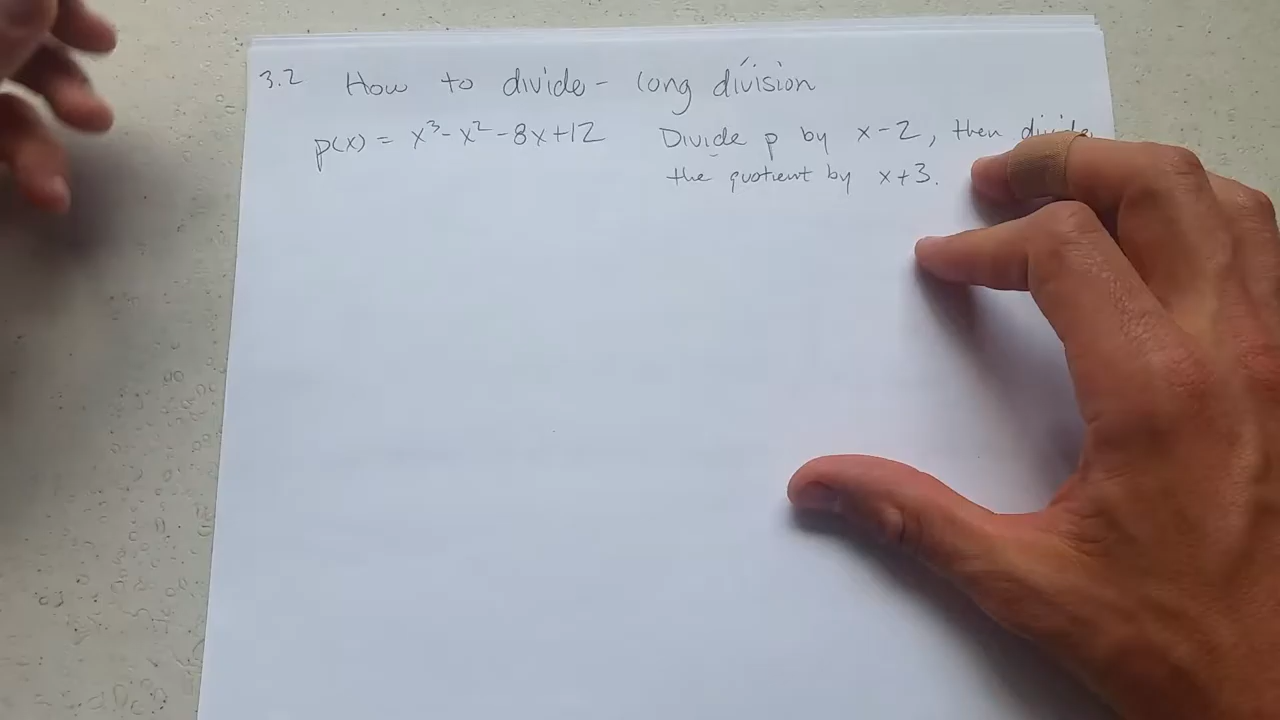 3.2 How to divide - long division
p(x) = x³ - x² - 8x + 12 Divide p by x - 2, then divide
the quotient by x + 3.